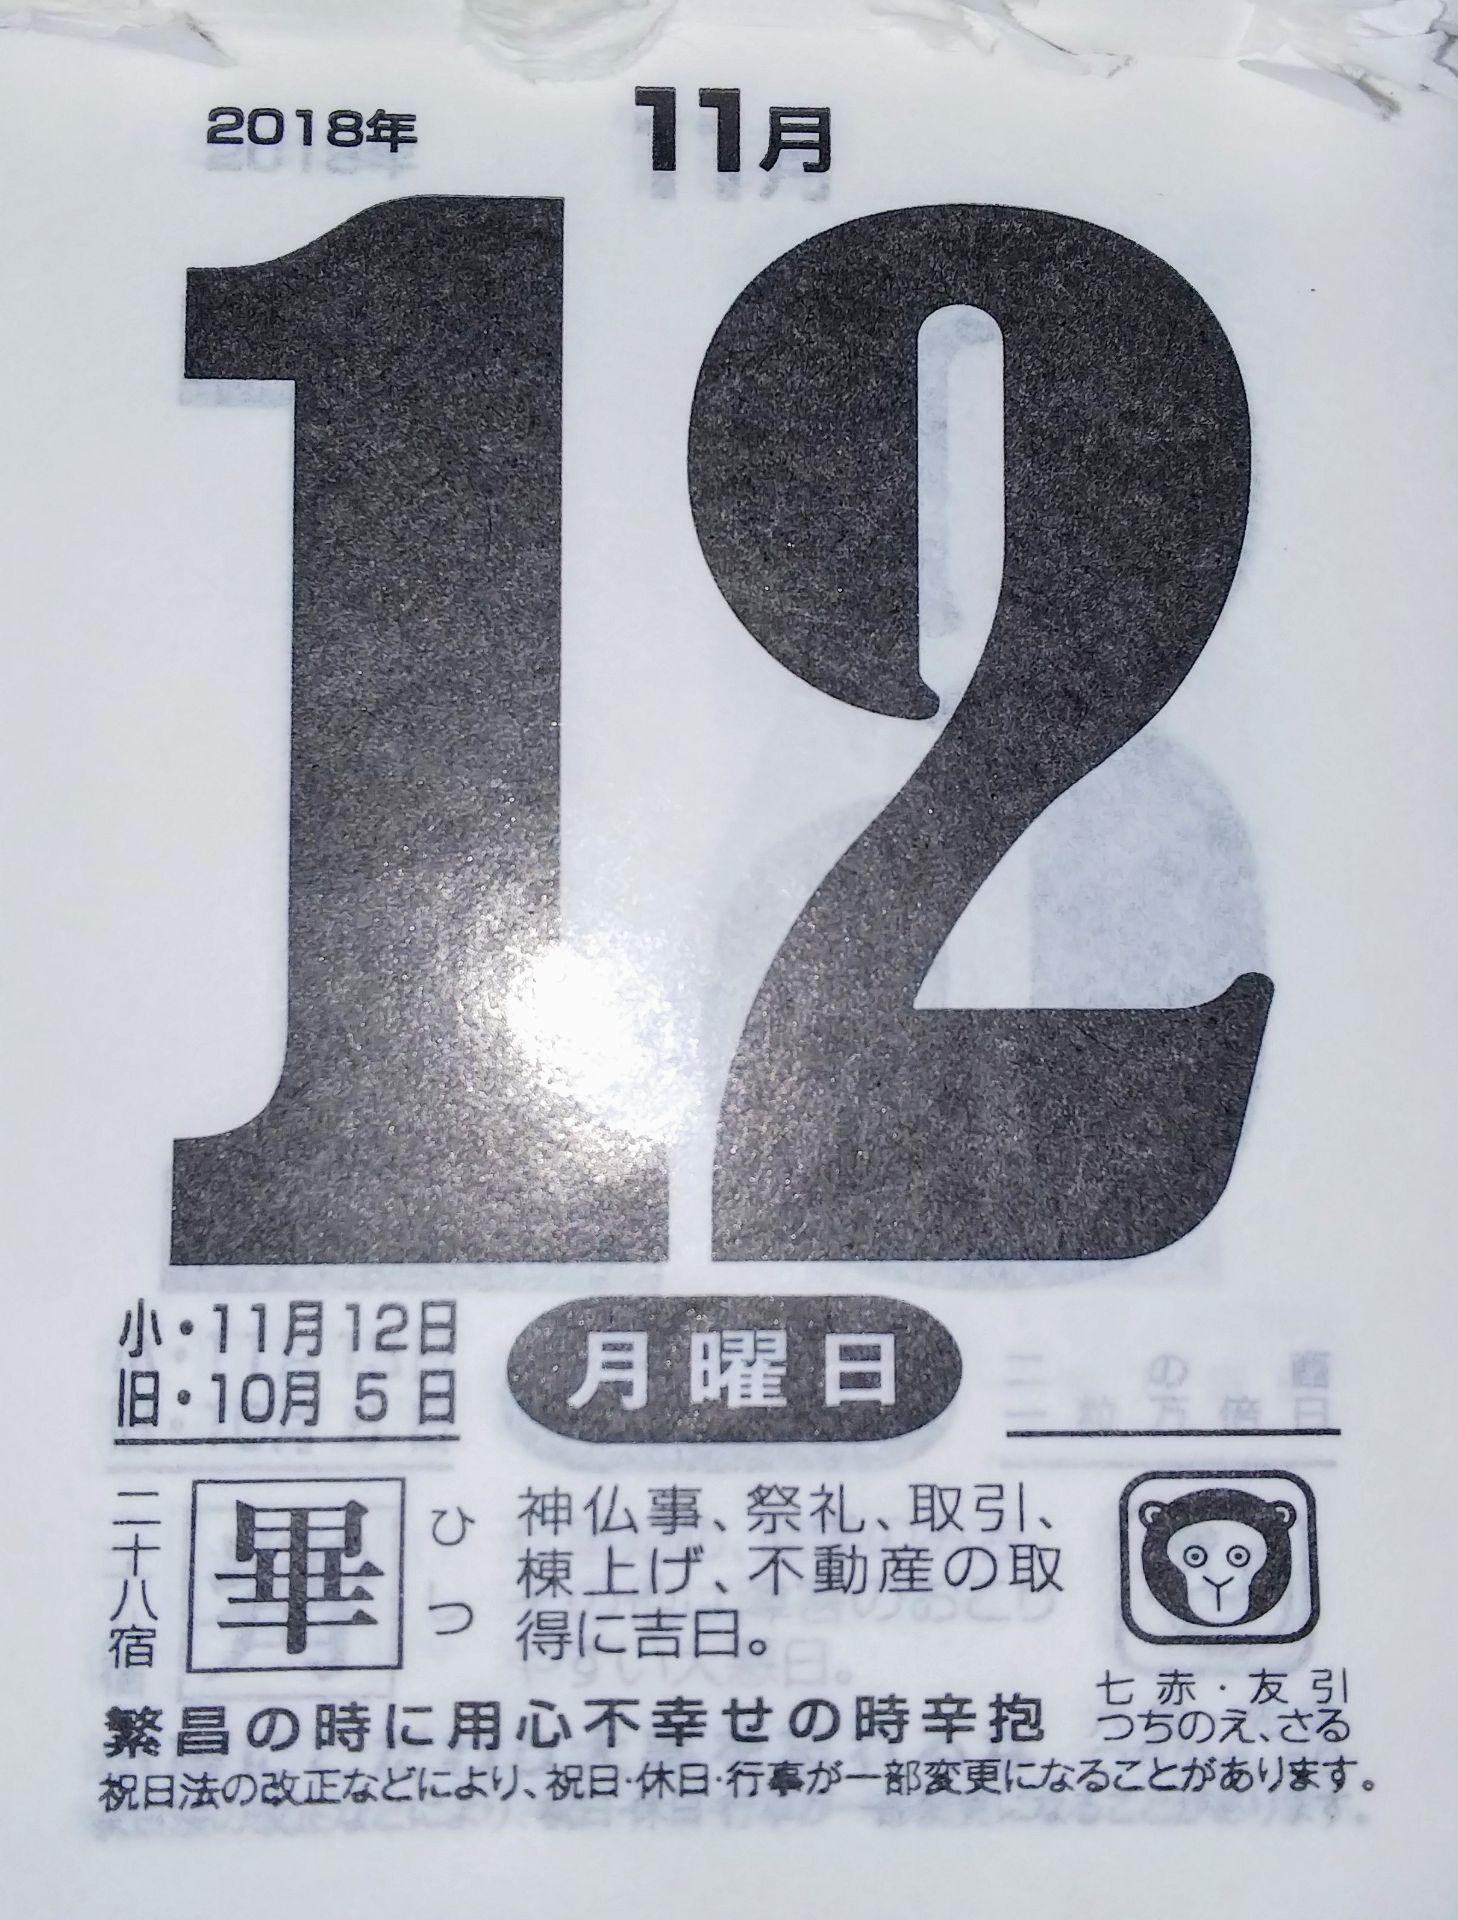 2018年 11月
12
小・11月12日
旧・10月 5 日
月曜日
二十八宿
畢
ひつ
神仏事、祭礼、取引、
棟上げ、不動産の取
得に吉日。
七赤・友引
つちのえ、さる
繁昌の時に用心不幸せの時辛抱
祝日法の改正などにより、祝日・休日・行事が一部変更になることがあります。